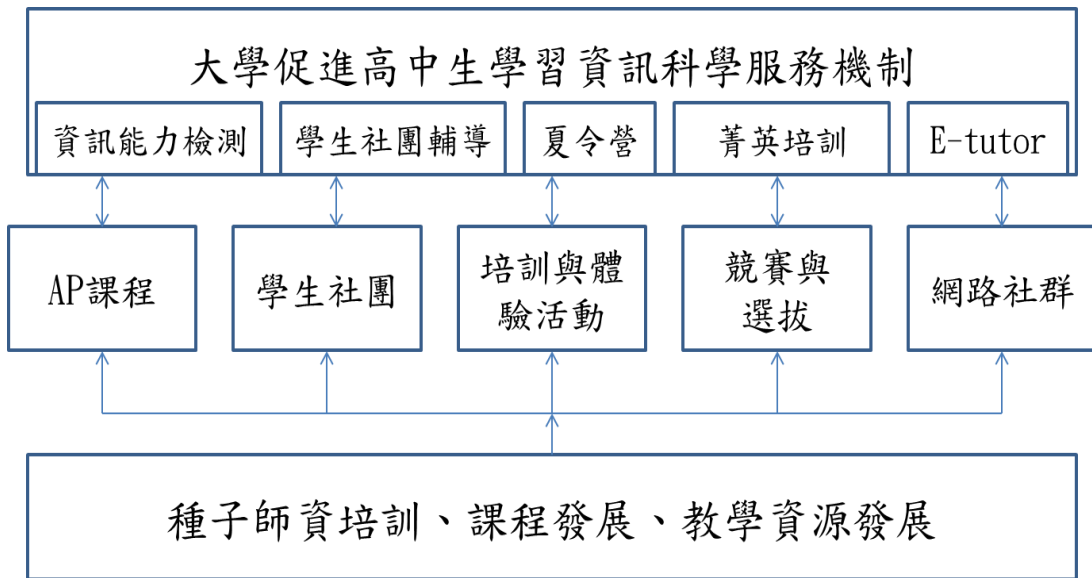 大學促進高中生學習資訊科學服務機制
資訊能力檢測
學生社團輔導
夏令營
菁英培訓
E-tutor
AP課程
學生社團
培訓與體
驗活動
競賽與
選拔
網路社群
種子師資培訓、課程發展、教學資源發展